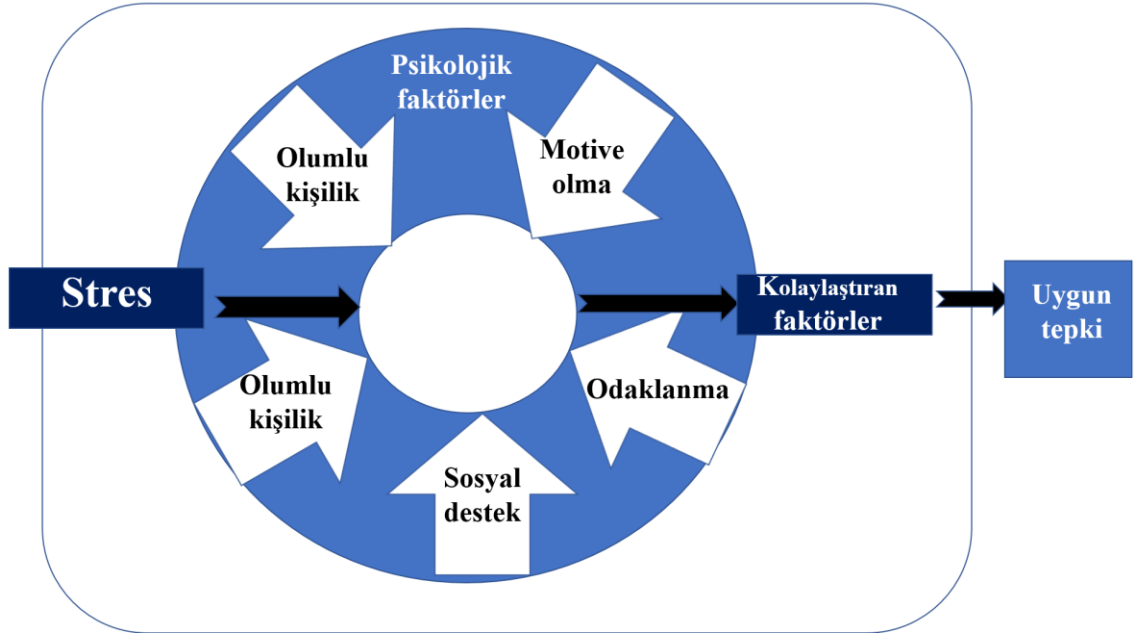 Psikolojik
faktörler
Olumlu
kişilik
Motive
olma
Stres
Kolaylaştıran
faktörler
Uygun
tepki
Olumlu
kişilik
Odaklanma
Sosyal
destek